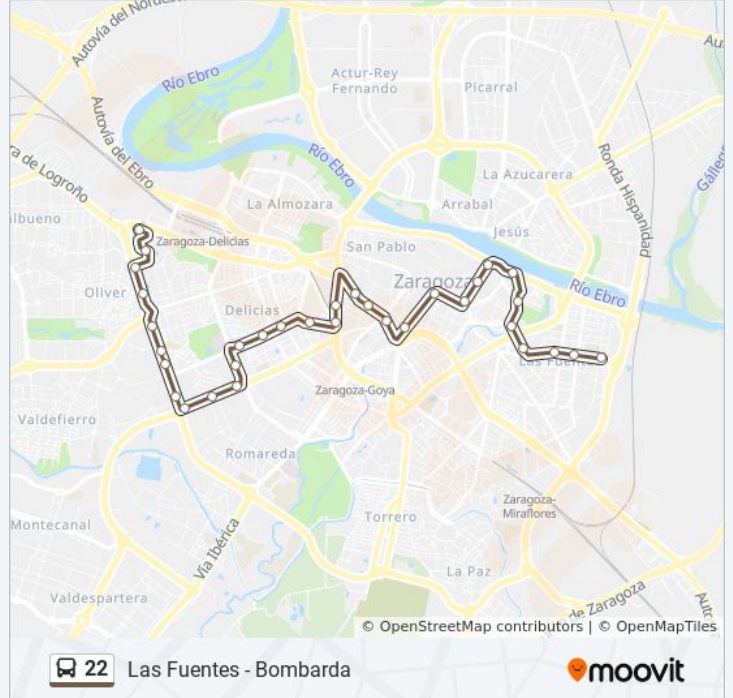 Autovía del Nordeste
Au
Actur-Rey
Fernando
Picarral
Río Ebro
Autovía del Ebro
Río Ebro
Ronda Hispanidad
Gálleg
ra de Logroño
La Azucarera
La Almozara
Arrabal
albueno
Jesús
Zaragoza-Delicias
San Pablo
Oliver
Zaragoza
Río Ebro
Delicias
Las Fuent
Zaragoza-Goya
Valdefierro
Romareda
Zaragoza-
Miraflores
Montecanal
Torrero
Vía Ibérica
La Paz
Valdespartera
de Zaragoza
Auto
© OpenStreetMap contributors | © OpenMapTiles
22 Las Fuentes - Bombarda
moovit